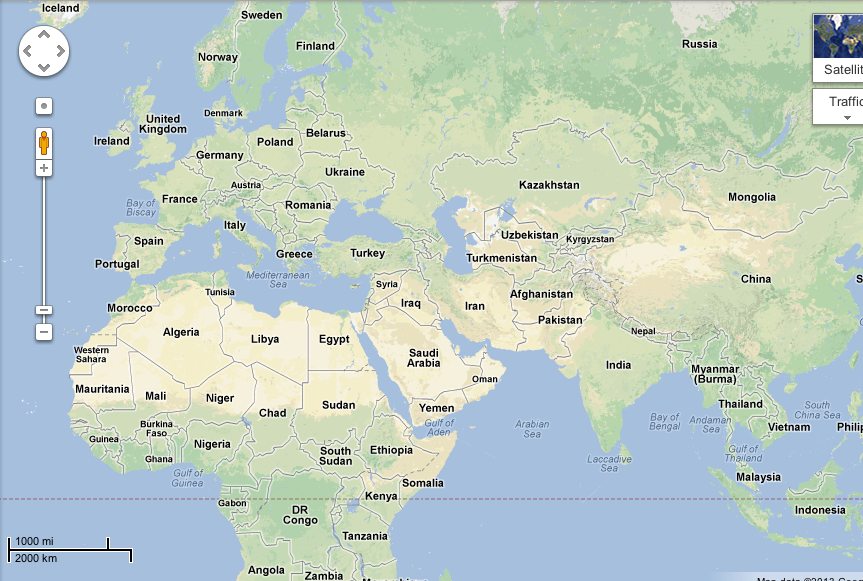 Iceland
Sweden
Finland
Norway
Russia
Satellit
Traffic
United
Kingdom
Denmark
Ireland
Belarus
Poland
Germany
Ukraine
Austria
Kazakhstan
France
Romania
Mongolia
Bay of
Biscay
Italy
Spain
Uzbekistan
Kyrgyzstan
Greece
Turkey
Turkmenistan
Portugal
Mediterranean
Sea
China
S
Syria
Tunisia
Afghanistan
Iraq
Iran
Morocco
Pakistan
Algeria
Libya
Egypt
Nepal
Western
Sahara
Saudi
Arabia
India
Myanmar
(Burma)
Oman
Mauritania
Mali
Niger
Sudan
Yemen
Thailand
Chad
South
China Sea
Burkina
Faso
Gulf of
Aden
Arabian
Sea
Bay of
Bengal
Andaman
Sea
Vietnam
Philip
Guinea
Nigeria
Ghana
South
Sudan
Ethiopia
Laccadive
Sea
Gulf of
Thailand
Gulf of
Guinea
Somalia
Malaysia
Kenya
Gabon
DR
Congo
Indonesia
Tanzania
1000 mi
2000 km
Angola
Zambia